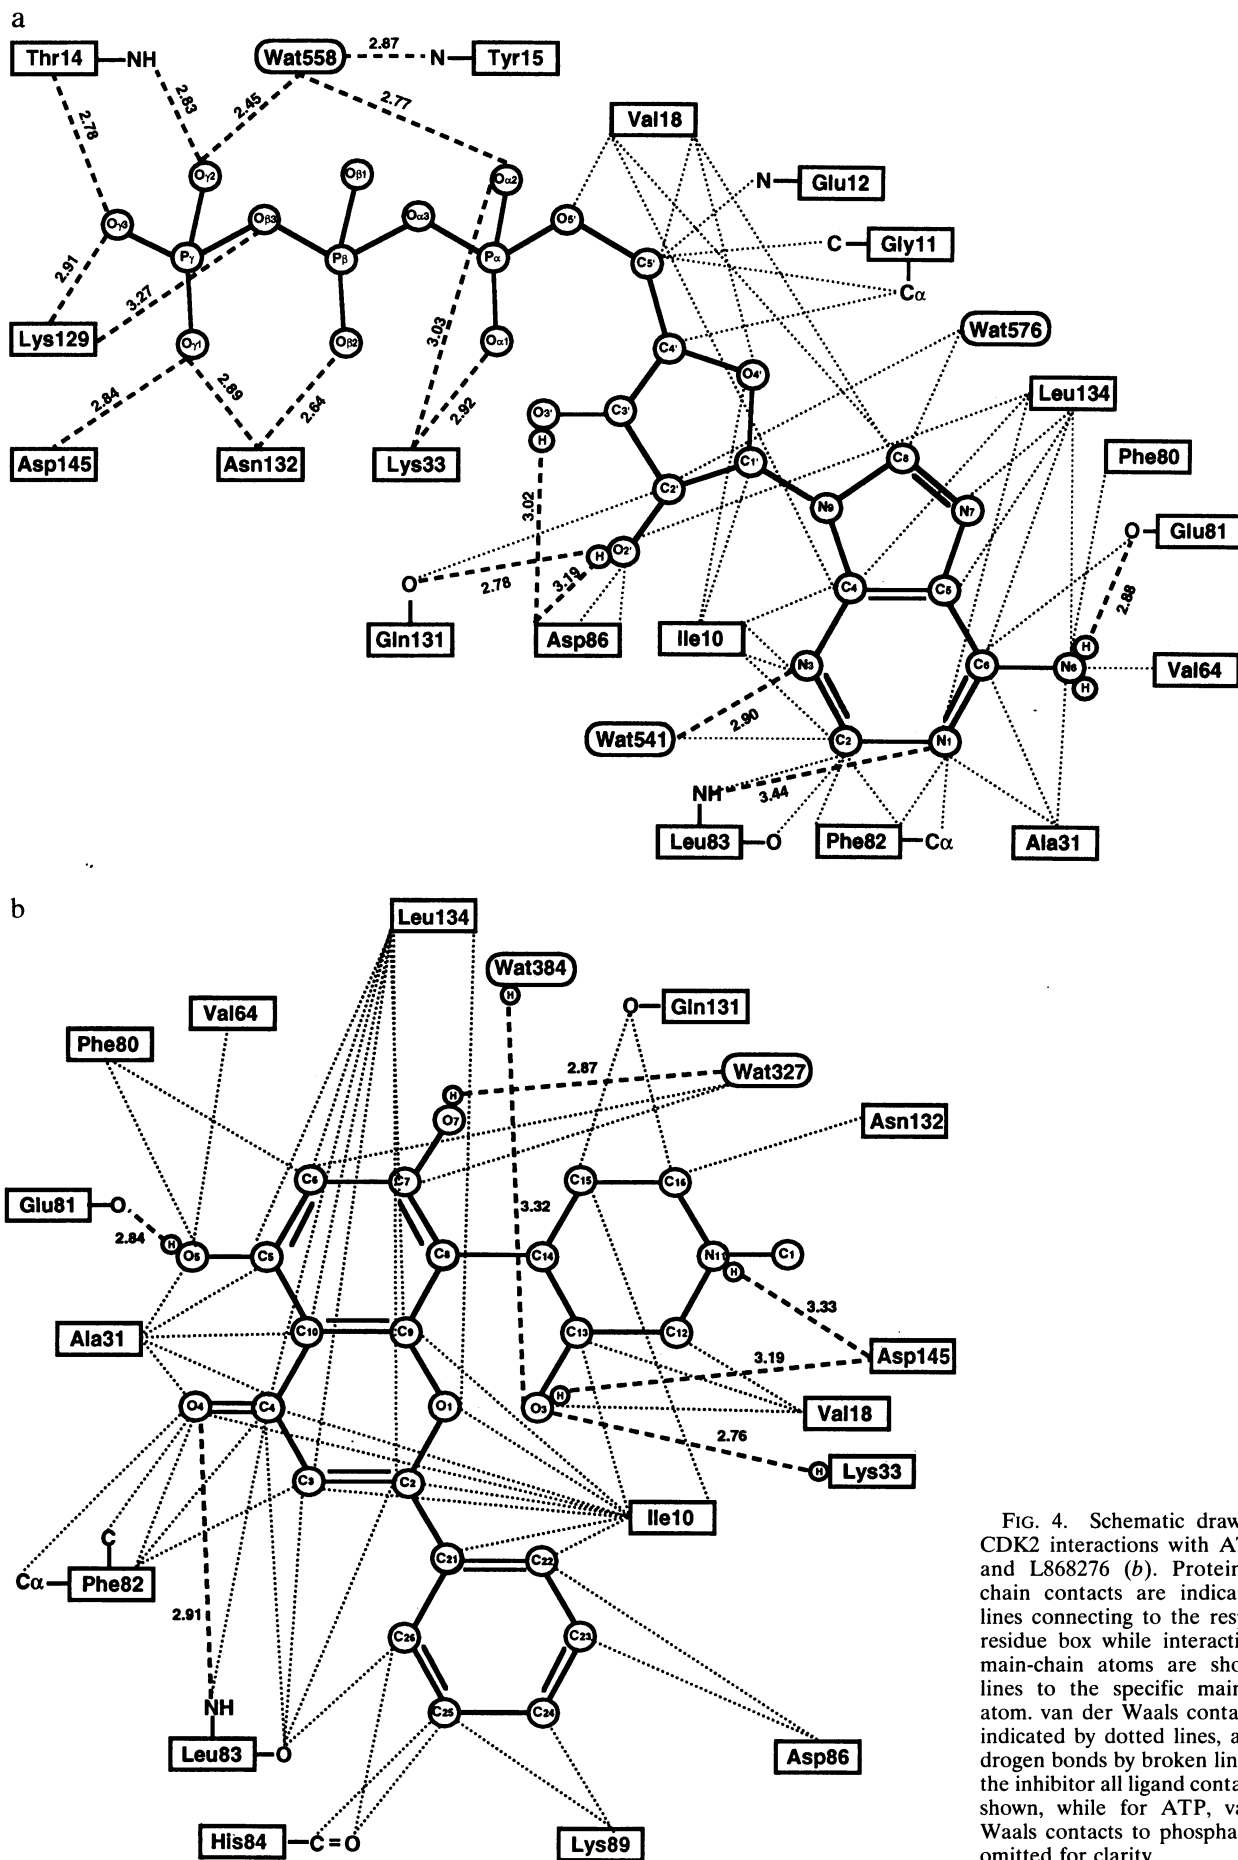 a
Thr14 NH
Wat558 2.87 N Tyr15
2.78
2.83
2.45
2.77
Val18
N Glu12
C Gly11
Cα
Oγ2 Oβ1 Oα2
Oγ3 Oβ3 Oα3 O5'
Pγ Pβ Pα C5'
2.91
3.27
3.03
Lys129
Oγ1 Oβ2 Oα1
C4' O4'
Wat576
Leu134
2.84
2.89
2.64
2.92
O3' C3'
H
Asp145 Asn132 Lys33
C2' C1' C8
Phe80
3.02
N9 N7
O Glu81
H O2'
O 2.78 3.19
C4 C5
2.88
Gln131 Asp86 Ile10
N3 C6 N6 H H Val64
Wat541 2.90
C2 N1
NH 3.44
Leu83 O Phe82 Cα Ala31
b
Leu134
Wat384
H
Val64
O Gln131
Phe80
2.87 Wat327
H
O7
Asn132
C6 C7 C15 C16
Glu81 O
3.32
2.84 H O5 C5 C8 C14 N11 C1
H
3.33
Ala31 C10 C9 C13 C12
3.19 Asp145
H
O4 C4 O1 O3 Val18
2.76
H Lys33
C3 C2
Ile10
C
C21 C22
Cα Phe82
2.91
C26 C23
NH
C25 C24
Leu83 O
Asp86
His84 C=O Lys89
FIG. 4. Schematic draw
CDK2 interactions with AT
and L868276 (b). Protein
chain contacts are indica
lines connecting to the res
residue box while interacti
main-chain atoms are sho
lines to the specific main
atom. van der Waals conta
indicated by dotted lines, a
drogen bonds by broken lin
the inhibitor all ligand conta
shown, while for ATP, va
Waals contacts to phospha
omitted for clarity